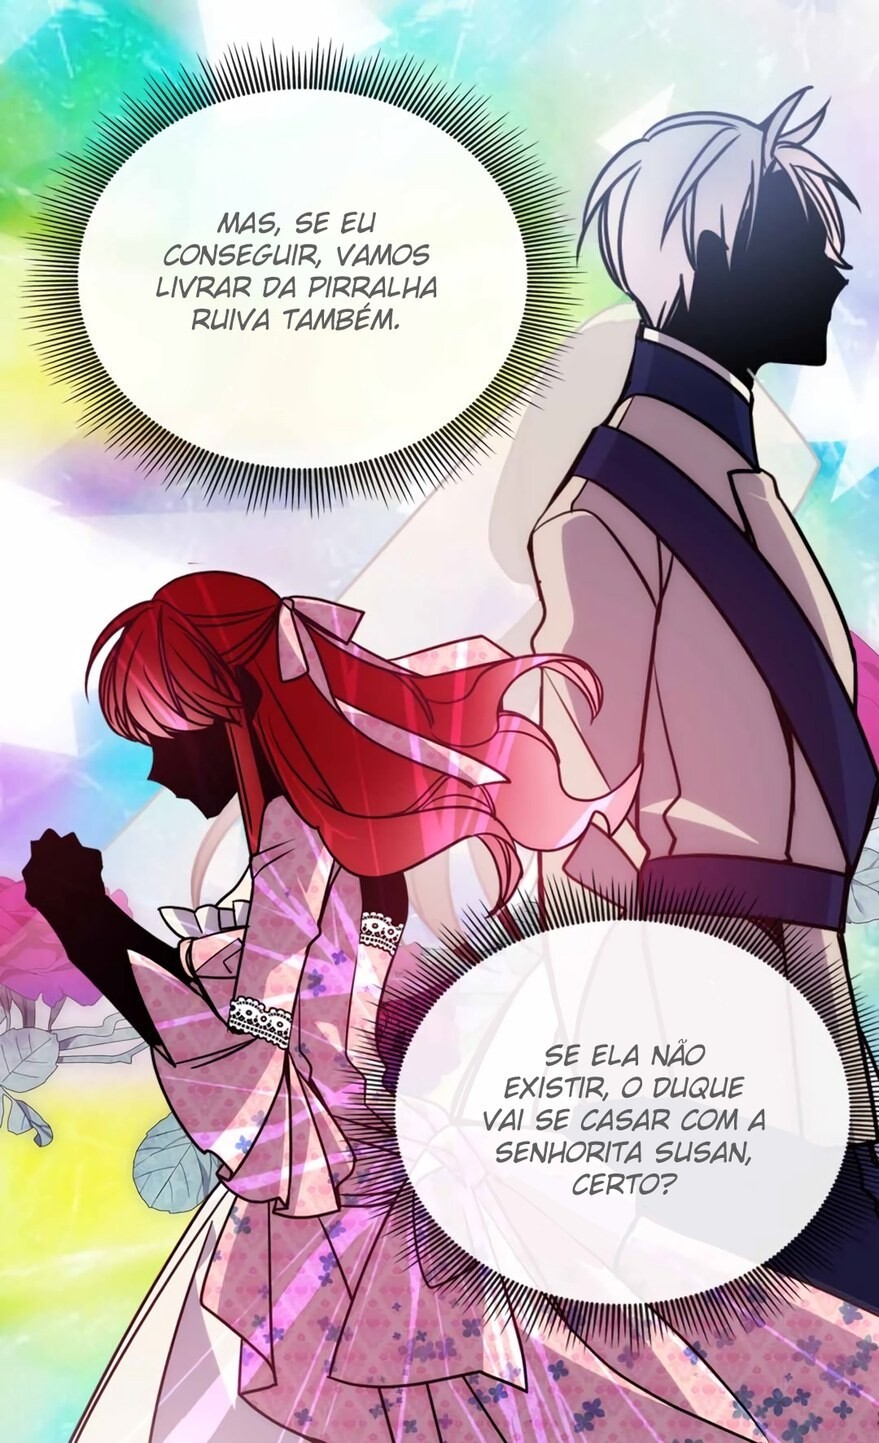 MAS, SE EU
CONSEGUIR, VAMOS
LIVRAR DA PIRRALHA
RUIVA TAMBÉM.
SE ELA NÃO
EXISTIR, O DUQUE
VAI SE CASAR COM A
SENHORITA SUSAN,
CERTO?